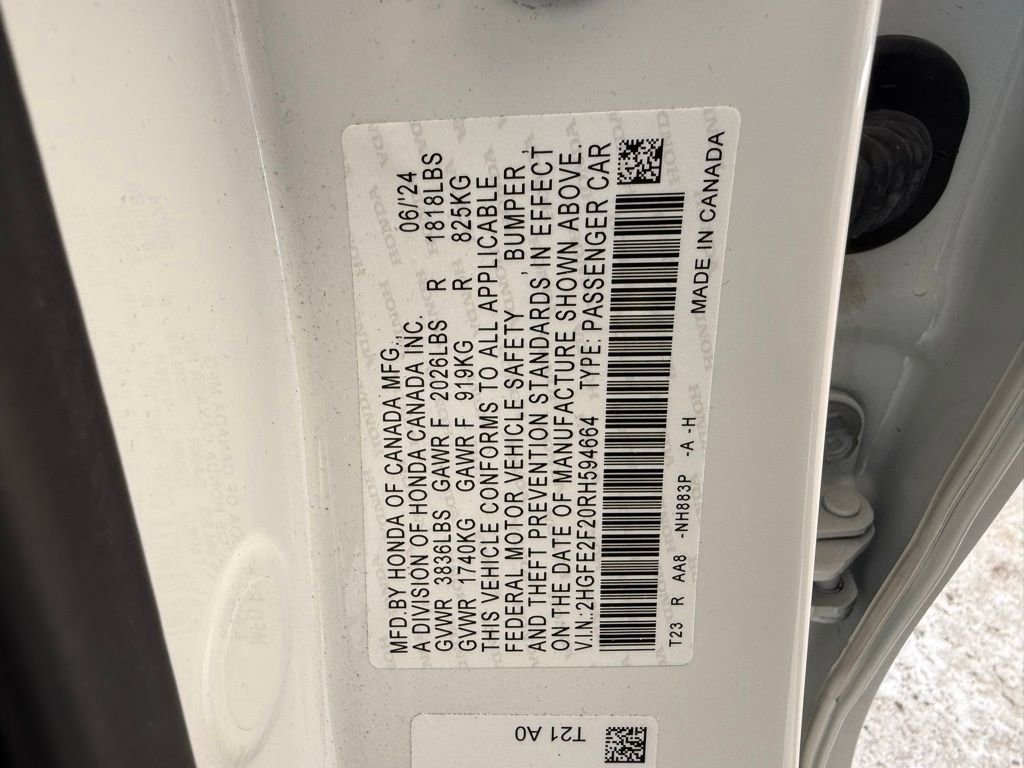 MFD.BY HONDA OF CANADA MFG., 06/'24
A DIVISION OF HONDA CANADA INC.
GVWR 3836LBS GAWR F 2026LBS R 1818LBS
GVWR 1740KG GAWR F 919KG R 825KG
THIS VEHICLE CONFORMS TO ALL APPLICABLE
FEDERAL MOTOR VEHICLE SAFETY, BUMPER,
AND THEFT PREVENTION STANDARDS IN EFFECT
ON THE DATE OF MANUFACTURE SHOWN ABOVE.
V.I.N.:2HGFE2F20RH594664 TYPE: PASSENGER CAR
T23 R AA8 -NH883P -A -H
MADE IN CANADA
T21 A0